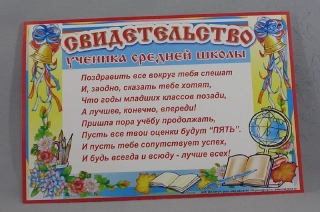 СВИДЕТЕЛЬСТВО
УЧЕНИКА СРЕДНЕЙ ШКОЛЫ
Поздравить все вокруг тебя спешат
И, заодно, сказать тебе хотят,
Что годы младших классов позади,
А лучшее, конечно, впереди!
Пришла пора учёбу продолжать,
Пусть все твои оценки будут "ПЯТЬ".
И пусть тебе сопутствует успех,
И будь всегда и всюду - лучше всех!